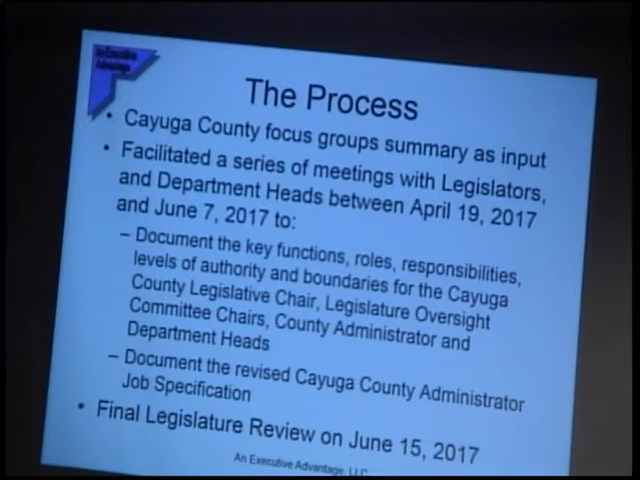 An Executive
Advantage
The Process
• Cayuga County focus groups summary as input
• Facilitated a series of meetings with Legislators,
and Department Heads between April 19, 2017
and June 7, 2017 to:
– Document the key functions, roles, responsibilities,
levels of authority and boundaries for the Cayuga
County Legislative Chair, Legislature Oversight
Committee Chairs, County Administrator and
Department Heads
– Document the revised Cayuga County Administrator
Job Specification
• Final Legislature Review on June 15, 2017
An Executive Advantage, LLC